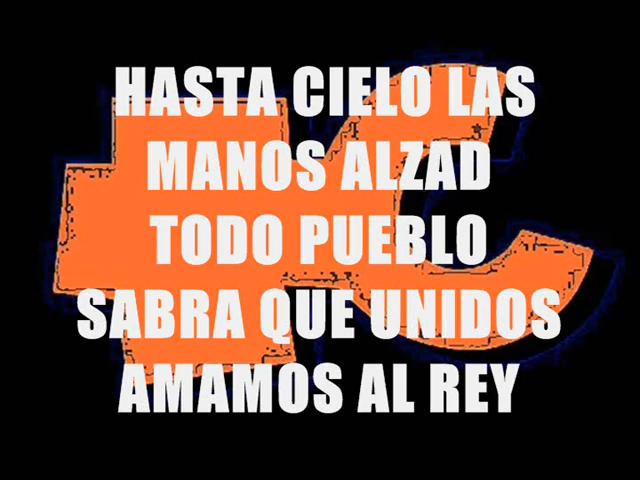 HASTA CIELO LAS
MANOS ALZAD
TODO PUEBLO
SABRA QUE UNIDOS
AMAMOS AL REY